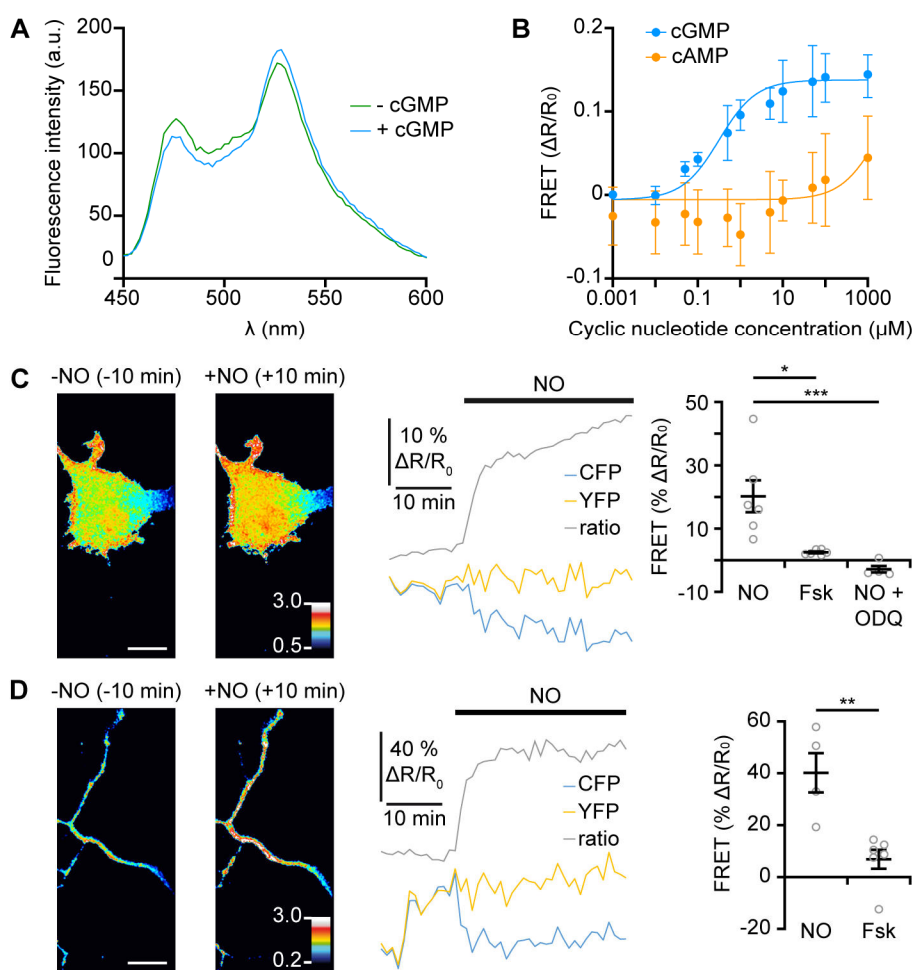 A
Fluorescence intensity (a.u.)
200
150
100
50
0
450
500
550
600
λ (nm)
- cGMP
+ cGMP
B
FRET (ΔR/R₀)
0.2
0.1
0
-0.1
0.001
0.1
10
1000
Cyclic nucleotide concentration (µM)
cGMP
cAMP
C
-NO (-10 min)
+NO (+10 min)
3.0
0.5
NO
10 %
ΔR/R₀
10 min
CFP
YFP
ratio
FRET (% ΔR/R₀)
50
30
10
-10
*
***
NO
Fsk
NO +
ODQ
D
-NO (-10 min)
+NO (+10 min)
3.0
0.2
NO
40 %
ΔR/R₀
10 min
CFP
YFP
ratio
FRET (% ΔR/R₀)
60
40
20
0
-20
**
NO
Fsk